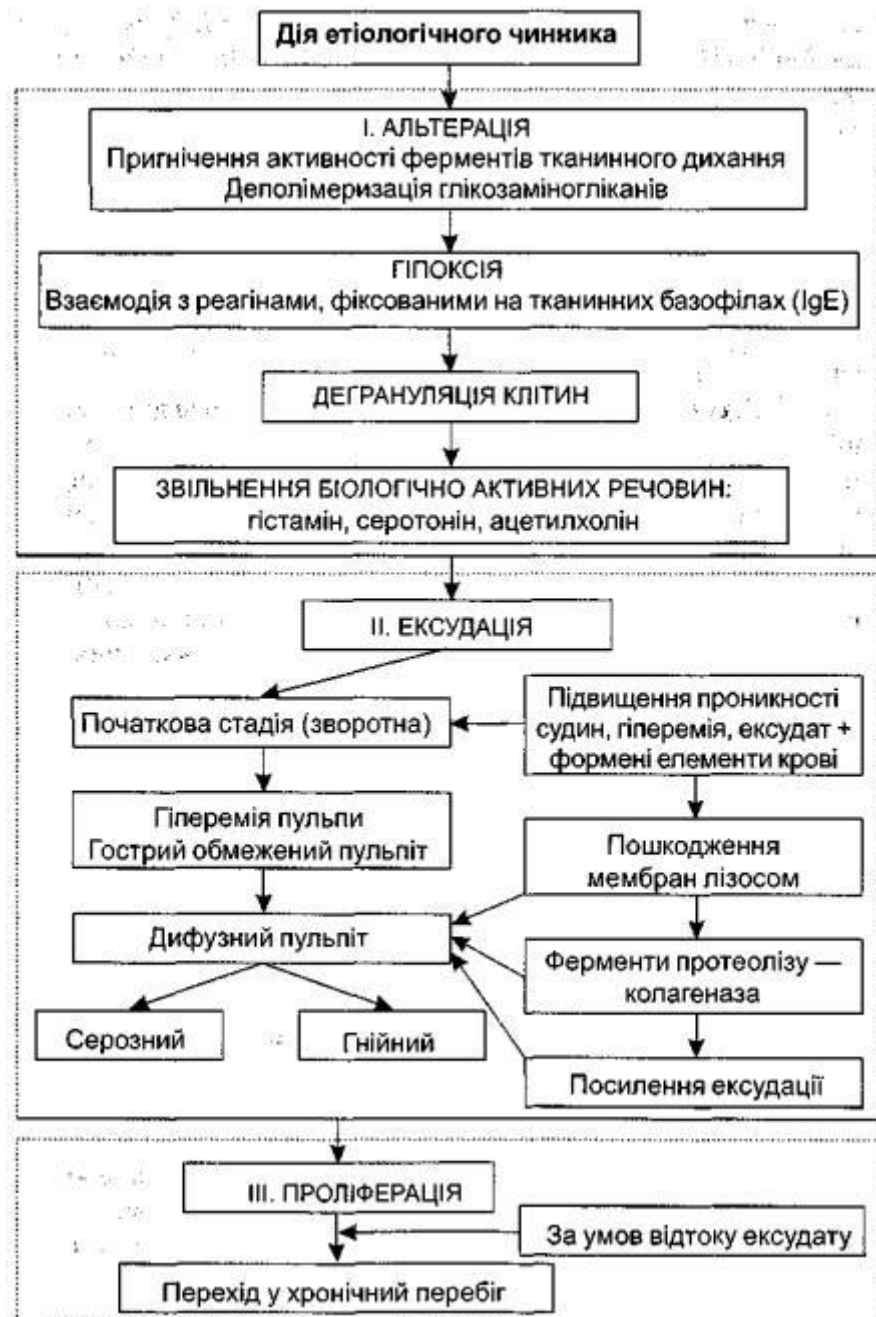 Дія етіологічного чинника
І. АЛЬТЕРАЦІЯ
Пригнічення активності ферментів тканинного дихання
Деполімеризація глікозаміногліканів
ГІПОКСІЯ
Взаємодія з реагінами, фіксованими на тканинних базофілах (IgE)
ДЕГРАНУЛЯЦІЯ КЛІТИН
ЗВІЛЬНЕННЯ БІОЛОГІЧНО АКТИВНИХ РЕЧОВИН:
гістамін, серотонін, ацетилхолін
ІІ. ЕКСУДАЦІЯ
Початкова стадія (зворотна)
Підвищення проникності
судин, гіперемія, ексудат +
формені елементи крові
Гіперемія пульпи
Гострий обмежений пульпіт
Пошкодження
мембран лізосом
Дифузний пульпіт
Ферменти протеолізу —
колагеназа
Серозний
Гнійний
Посилення ексудації
ІІІ. ПРОЛІФЕРАЦІЯ
За умов відтоку ексудату
Перехід у хронічний перебіг